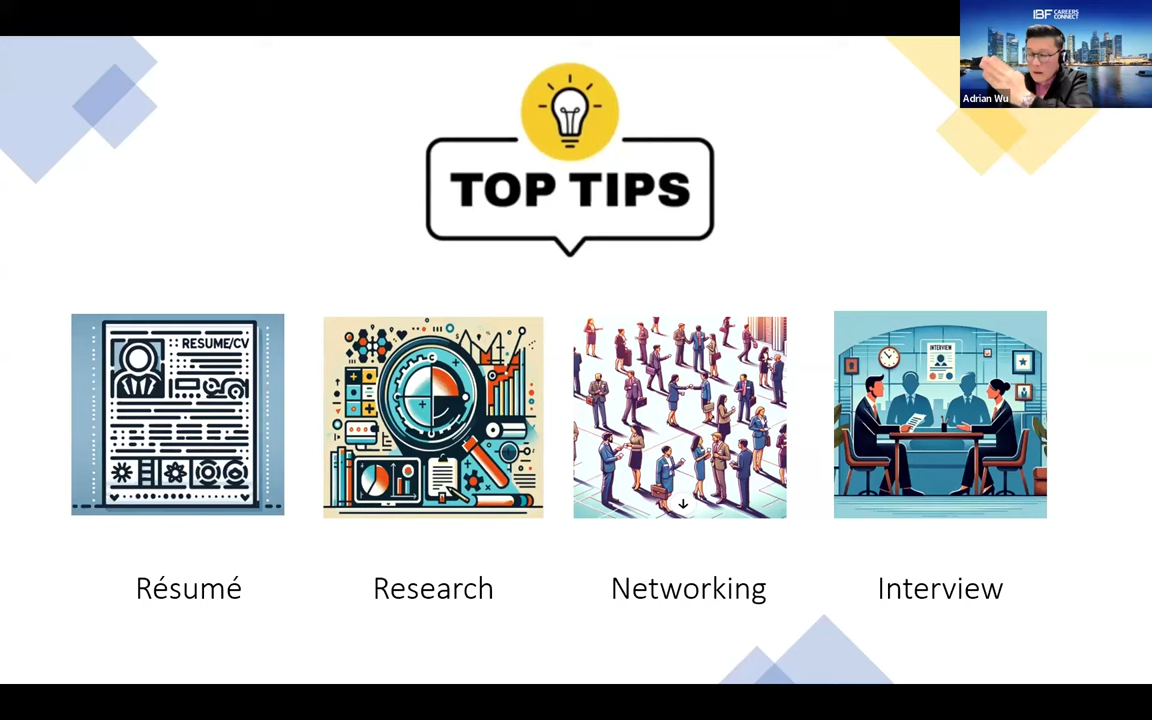 IBF CAREERS
CONNECT
Adrian Wu
TOP TIPS
RESUME/CV
INTERVIEW
Résumé
Research
Networking
Interview